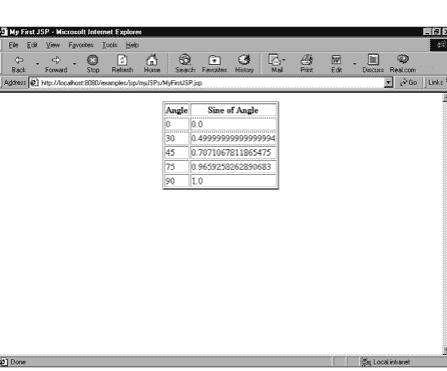 My First JSP - Microsoft Internet Explorer
File Edit View Favorites Tools Help
Back Forward Stop Refresh Home Search Favorites History Mail Print Edit Discuss Real.com
Address http://localhost:8080/examples/jsp/myJSPs/MyFirstJSP.jsp Go Links
Angle Sine of Angle
0 0.0
30 0.49999999999999994
45 0.7071067811865475
75 0.9659258262890683
90 1.0
Done Local intranet